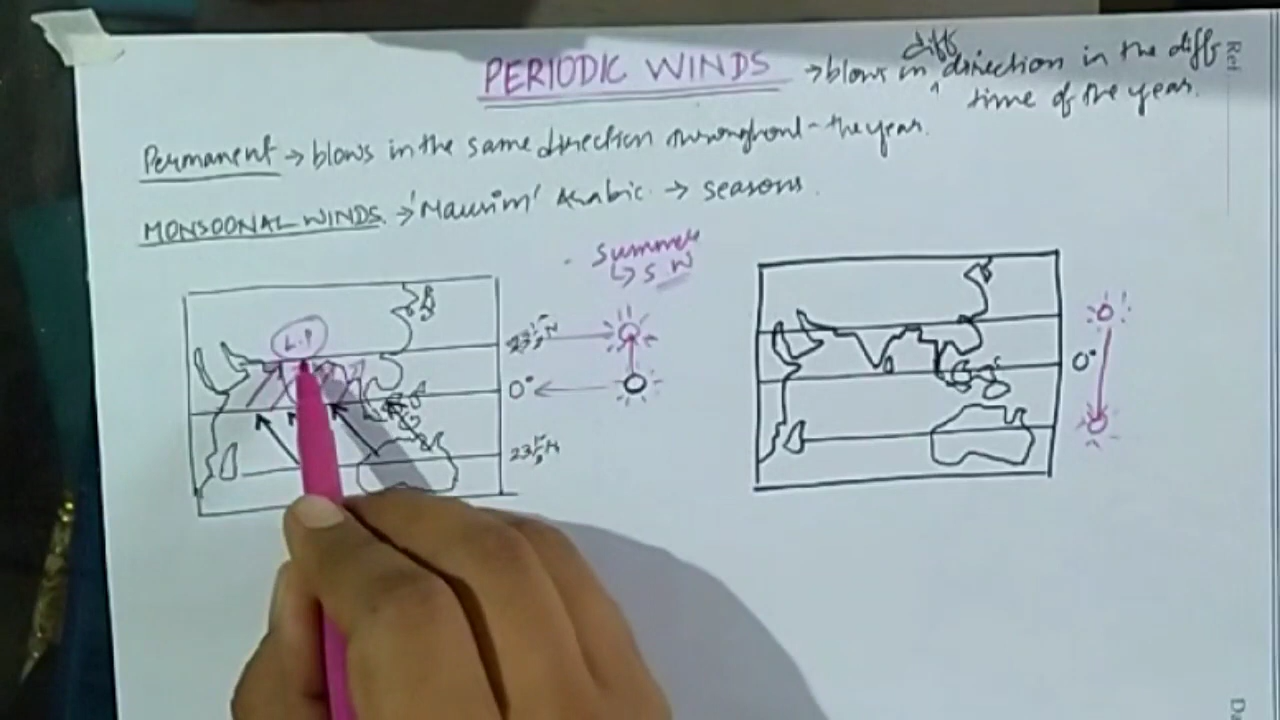 PERIODIC WINDS → blows in diff direction in the diff
time of the year.
Permanent → blows in the same direction throughout the year.
MONSOONAL WINDS → 'Mausim' Arabic → seasons.
Summer
↳ S W
L.P
23½°N
0°
23½°N
0°
Rel